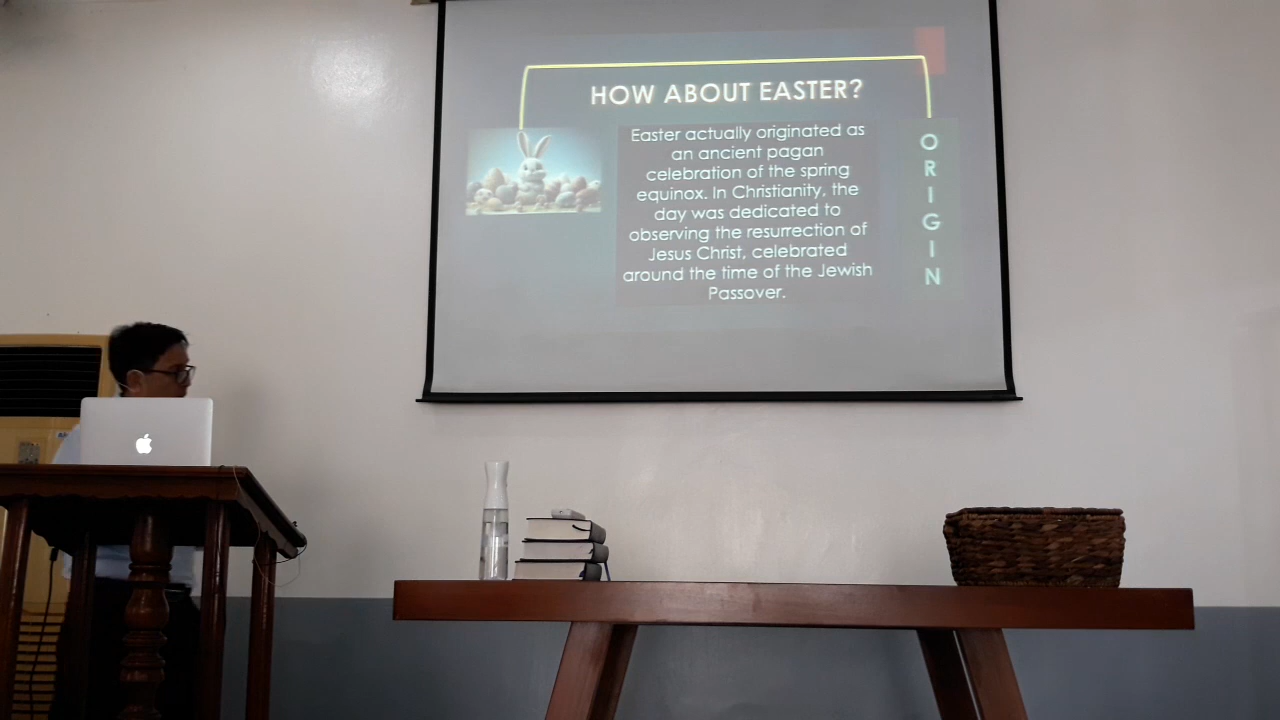 HOW ABOUT EASTER?
Easter actually originated as
an ancient pagan
celebration of the spring
equinox. In Christianity, the
day was dedicated to
observing the resurrection of
Jesus Christ, celebrated
around the time of the Jewish
Passover.
O
R
I
G
I
N